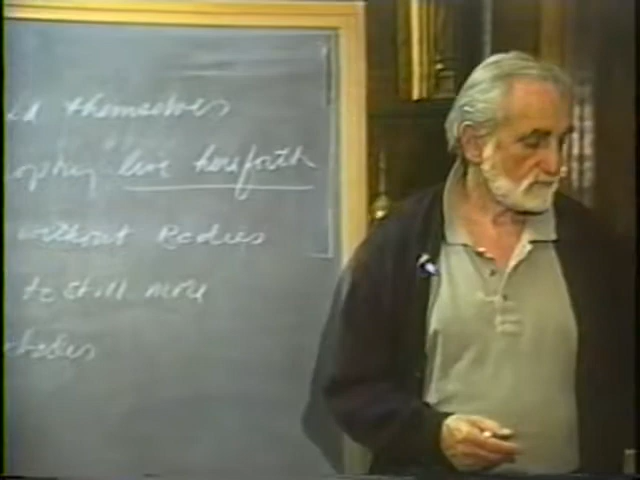 themselves
live henceforth
without Bodies
to still more